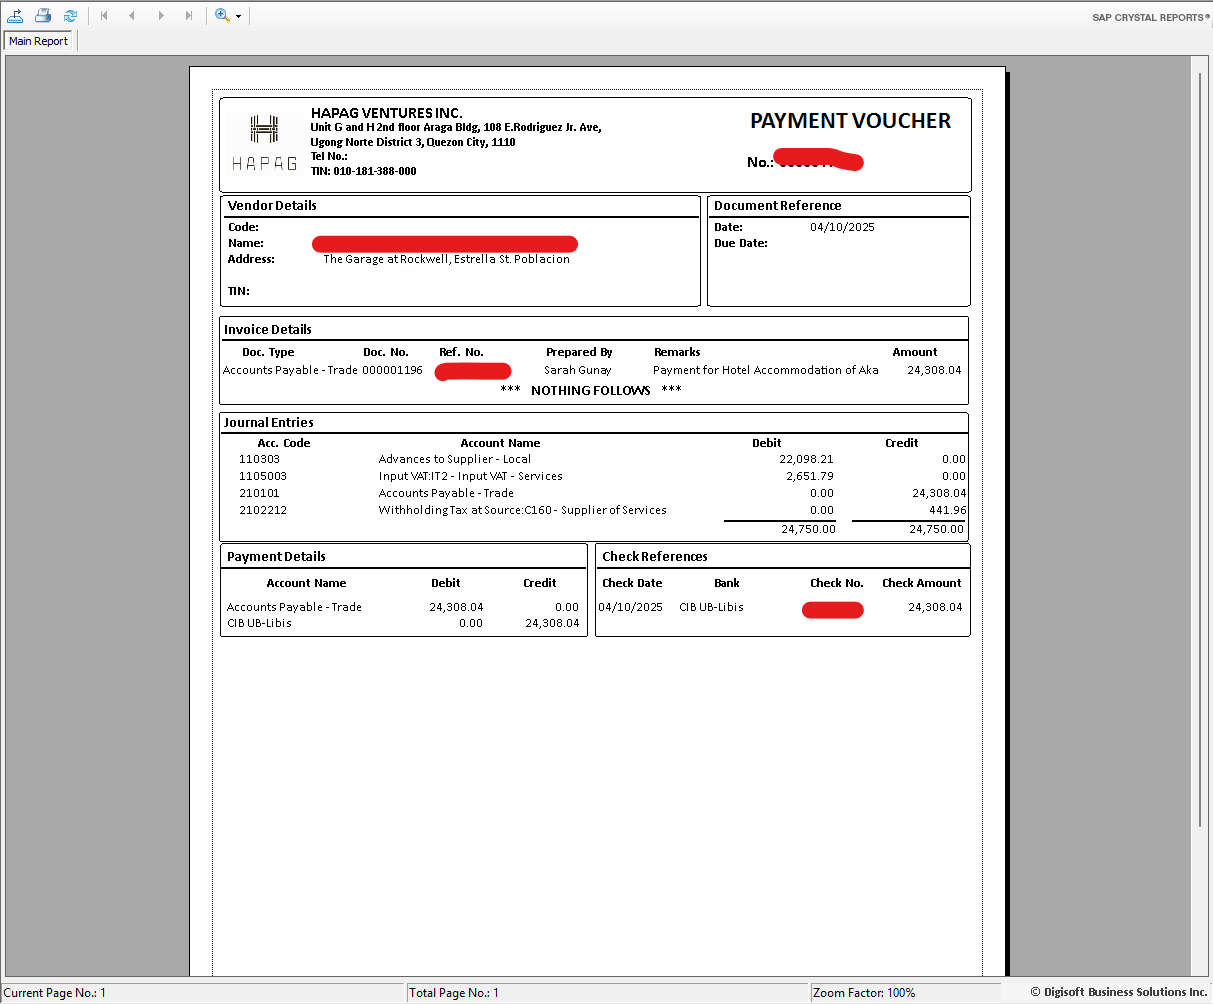 SAP CRYSTAL REPORTS®
Main Report
HAPAG
HAPAG VENTURES INC.
Unit G and H 2nd floor Araga Bldg, 108 E.Rodriguez Jr. Ave,
Ugong Norte District 3, Quezon City, 1110
Tel No.:
TIN: 010-181-388-000
PAYMENT VOUCHER
No.:
Vendor Details
Code:
Name:
Address: The Garage at Rockwell, Estrella St. Poblacion
TIN:
Document Reference
Date: 04/10/2025
Due Date:
Invoice Details
Doc. Type Doc. No. Ref. No. Prepared By Remarks Amount
Accounts Payable - Trade 000001196 Sarah Gunay Payment for Hotel Accommodation of Aka 24,308.04
*** NOTHING FOLLOWS ***
Journal Entries
Acc. Code Account Name Debit Credit
110303 Advances to Supplier - Local 22,098.21 0.00
1105003 Input VAT:IT2 - Input VAT - Services 2,651.79 0.00
210101 Accounts Payable - Trade 0.00 24,308.04
2102212 Withholding Tax at Source:C160 - Supplier of Services 0.00 441.96
24,750.00 24,750.00
Payment Details
Account Name Debit Credit
Accounts Payable - Trade 24,308.04 0.00
CIB UB-Libis 0.00 24,308.04
Check References
Check Date Bank Check No. Check Amount
04/10/2025 CIB UB-Libis 24,308.04
Current Page No.: 1 Total Page No.: 1 Zoom Factor: 100% © Digisoft Business Solutions Inc.